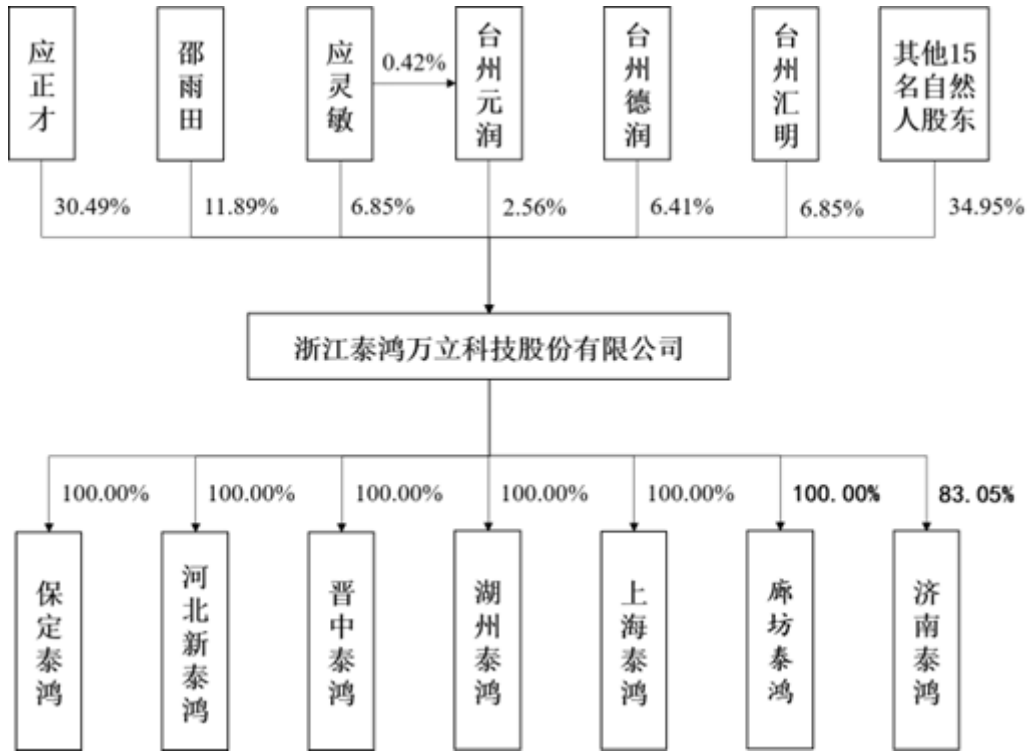 应正才
邵雨田
应灵敏
0.42%
台州元润
台州德润
台州汇明
其他15
名自然
人股东
30.49%
11.89%
6.85%
2.56%
6.41%
6.85%
34.95%
浙江泰鸿万立科技股份有限公司
100.00%
100.00%
100.00%
100.00%
100.00%
100.00%
83.05%
保定泰鸿
河北新泰鸿
晋中泰鸿
湖州泰鸿
上海泰鸿
廊坊泰鸿
济南泰鸿